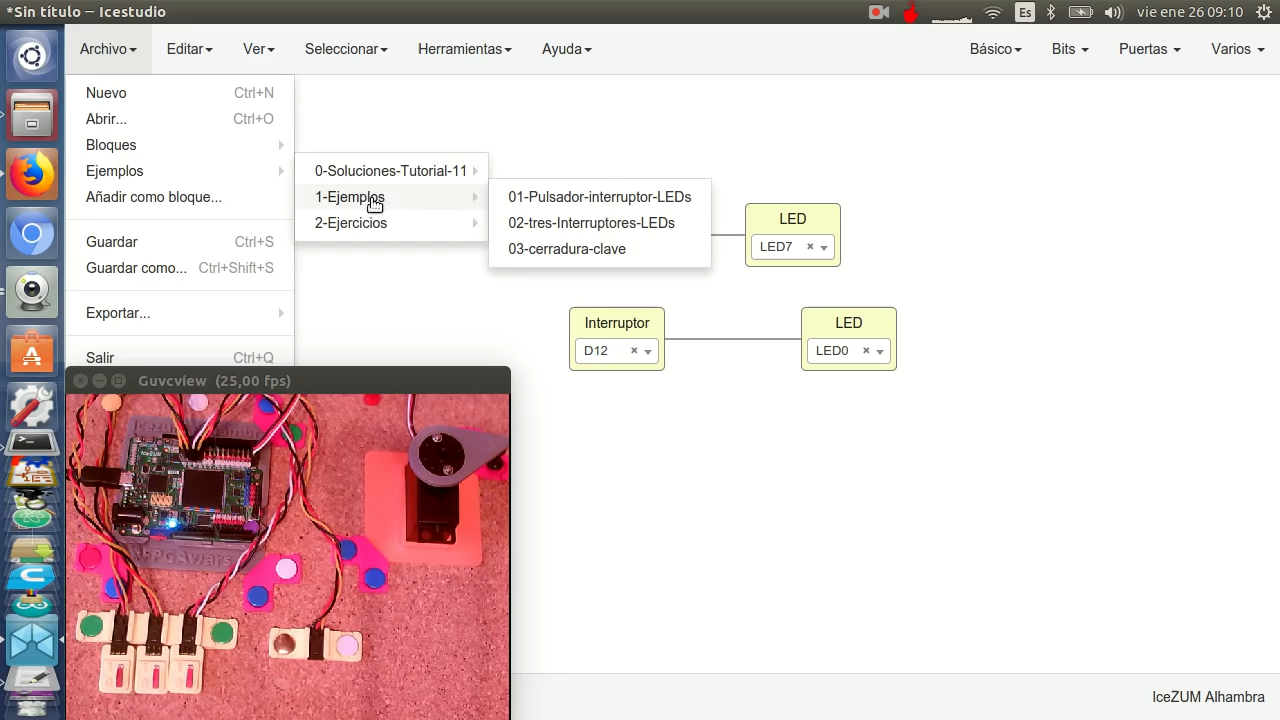 *Sin título — Icestudio
Es
vie ene 26 09:10
Archivo
Editar
Ver
Seleccionar
Herramientas
Ayuda
Básico
Bits
Puertas
Varios
Nuevo Ctrl+N
Abrir... Ctrl+O
Bloques
Ejemplos
Añadir como bloque...
Guardar Ctrl+S
Guardar como... Ctrl+Shift+S
Exportar...
Salir Ctrl+Q
0-Soluciones-Tutorial-11
1-Ejemplos
2-Ejercicios
01-Pulsador-interruptor-LEDs
02-tres-Interruptores-LEDs
03-cerradura-clave
LED
LED7
Interruptor
D12
LED
LED0
Guvcview (25,00 fps)
IceZUM
FPGAwars
IceZUM Alhambra